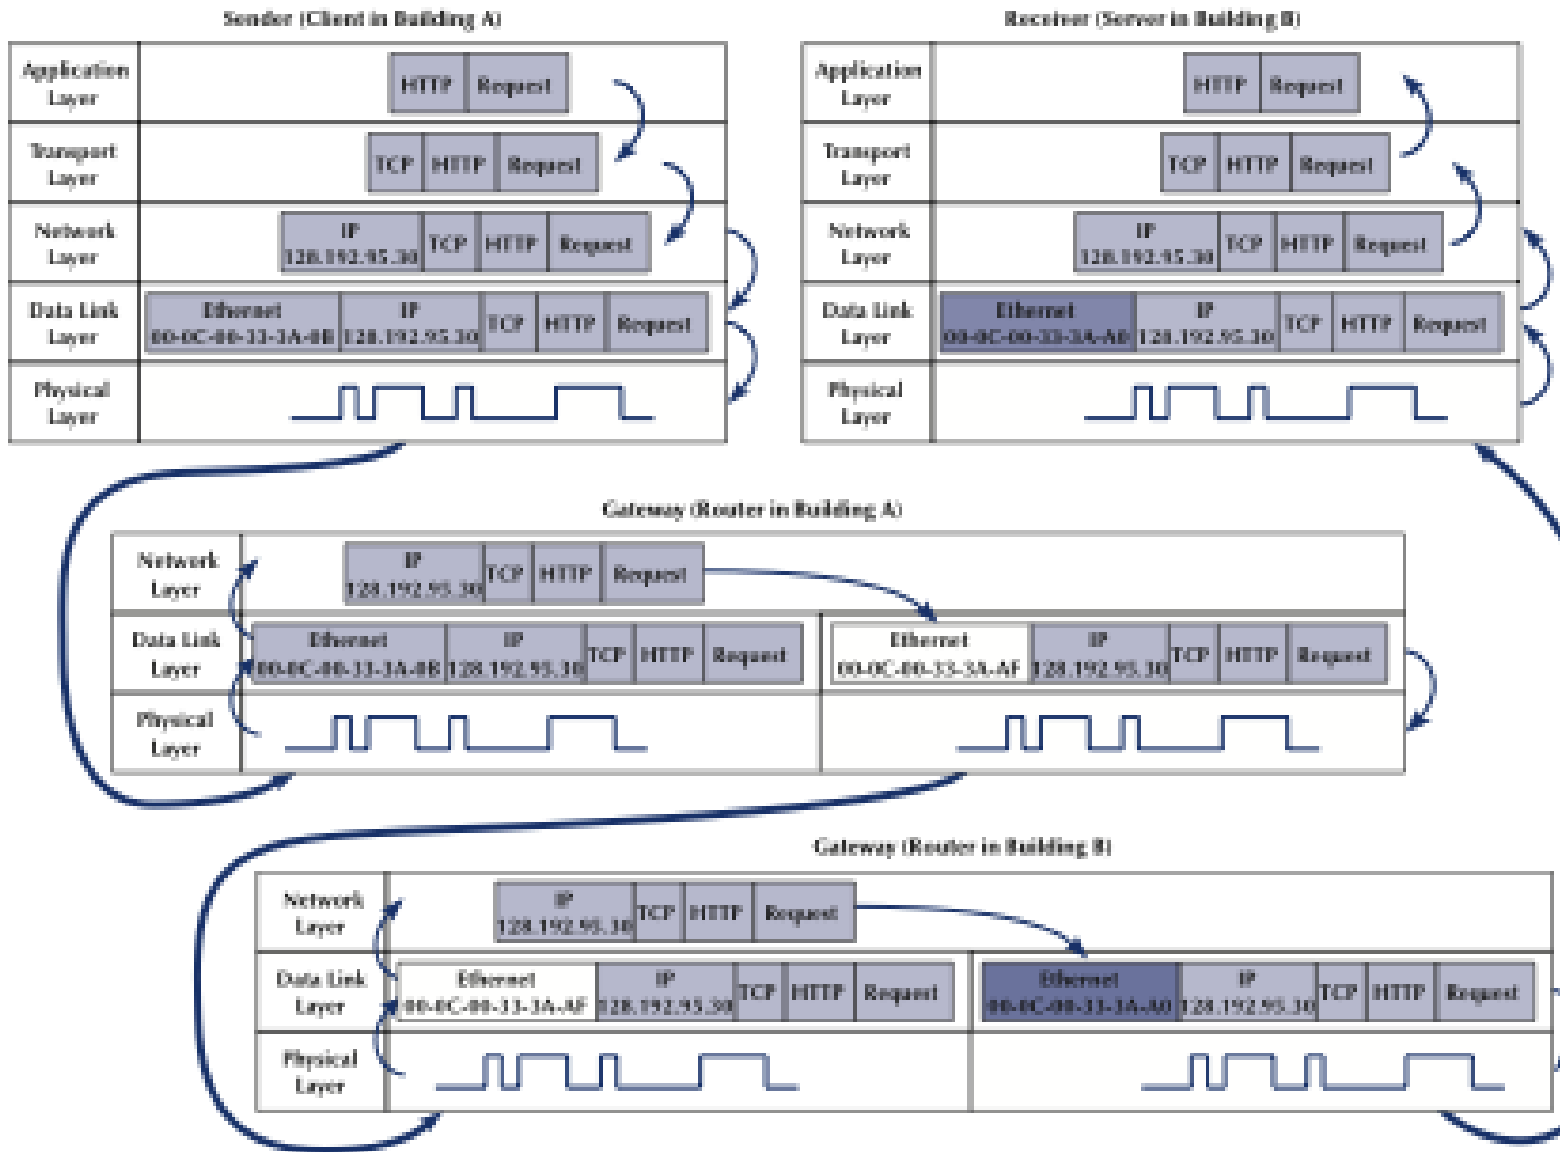 Sender (Client in Building A)
Application
Layer
HTTP Request
Transport
Layer
TCP HTTP Request
Network
Layer
IP
128.192.95.30 TCP HTTP Request
Data Link
Layer
Ethernet
00-0C-00-33-3A-0B IP
128.192.95.30 TCP HTTP Request
Physical
Layer
Receiver (Server in Building B)
Application
Layer
HTTP Request
Transport
Layer
TCP HTTP Request
Network
Layer
IP
128.192.95.30 TCP HTTP Request
Data Link
Layer
Ethernet
00-0C-00-33-3A-A0 IP
128.192.95.30 TCP HTTP Request
Physical
Layer
Gateway (Router in Building A)
Network
Layer
IP
128.192.95.30 TCP HTTP Request
Data Link
Layer
Ethernet
00-0C-00-33-3A-0B IP
128.192.95.30 TCP HTTP Request
Ethernet
00-0C-00-33-3A-AF IP
128.192.95.30 TCP HTTP Request
Physical
Layer
Gateway (Router in Building B)
Network
Layer
IP
128.192.95.30 TCP HTTP Request
Data Link
Layer
Ethernet
00-0C-00-33-3A-AF IP
128.192.95.30 TCP HTTP Request
Ethernet
00-0C-00-33-3A-A0 IP
128.192.95.30 TCP HTTP Request
Physical
Layer